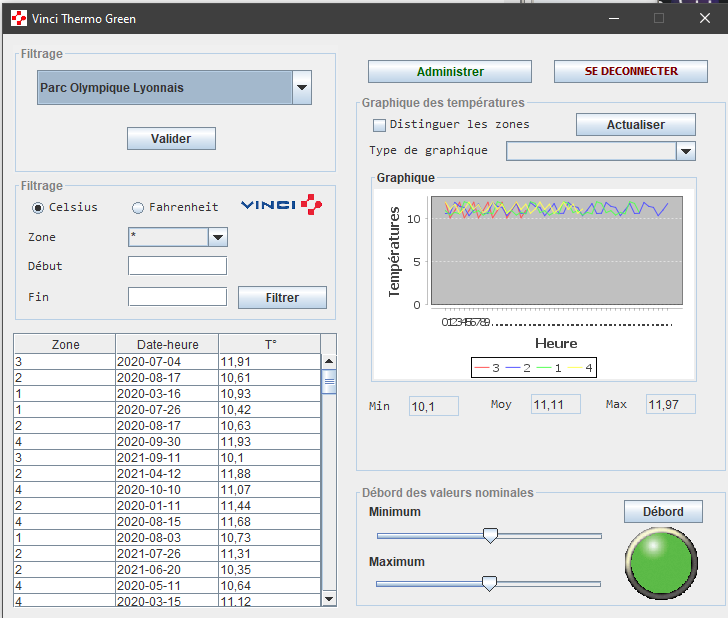 Vinci Thermo Green
Filtrage
Parc Olympique Lyonnais
Valider
Filtrage
Celsius
Fahrenheit
VINCI
Zone
*
Début
Fin
Filtrer
Zone Date-heure T°
3 2020-07-04 11,91
2 2020-08-17 10,61
1 2020-03-16 10,93
1 2020-07-26 10,42
2 2020-08-17 10,63
4 2020-09-30 11,93
3 2021-09-11 10,1
2 2021-04-12 11,88
4 2020-10-10 11,07
2 2020-01-11 11,44
4 2020-08-15 11,68
1 2020-08-03 10,73
2 2021-07-26 11,31
2 2021-06-20 10,35
4 2020-05-11 10,64
4 2020-03-15 11,12
Administrer
SE DECONNECTER
Graphique des températures
Distinguer les zones
Actualiser
Type de graphique
Graphique
Températures
10
5
0
0123456789
Heure
3 2 1 4
Min 10,1
Moy 11,11
Max 11,97
Débord des valeurs nominales
Minimum
Débord
Maximum